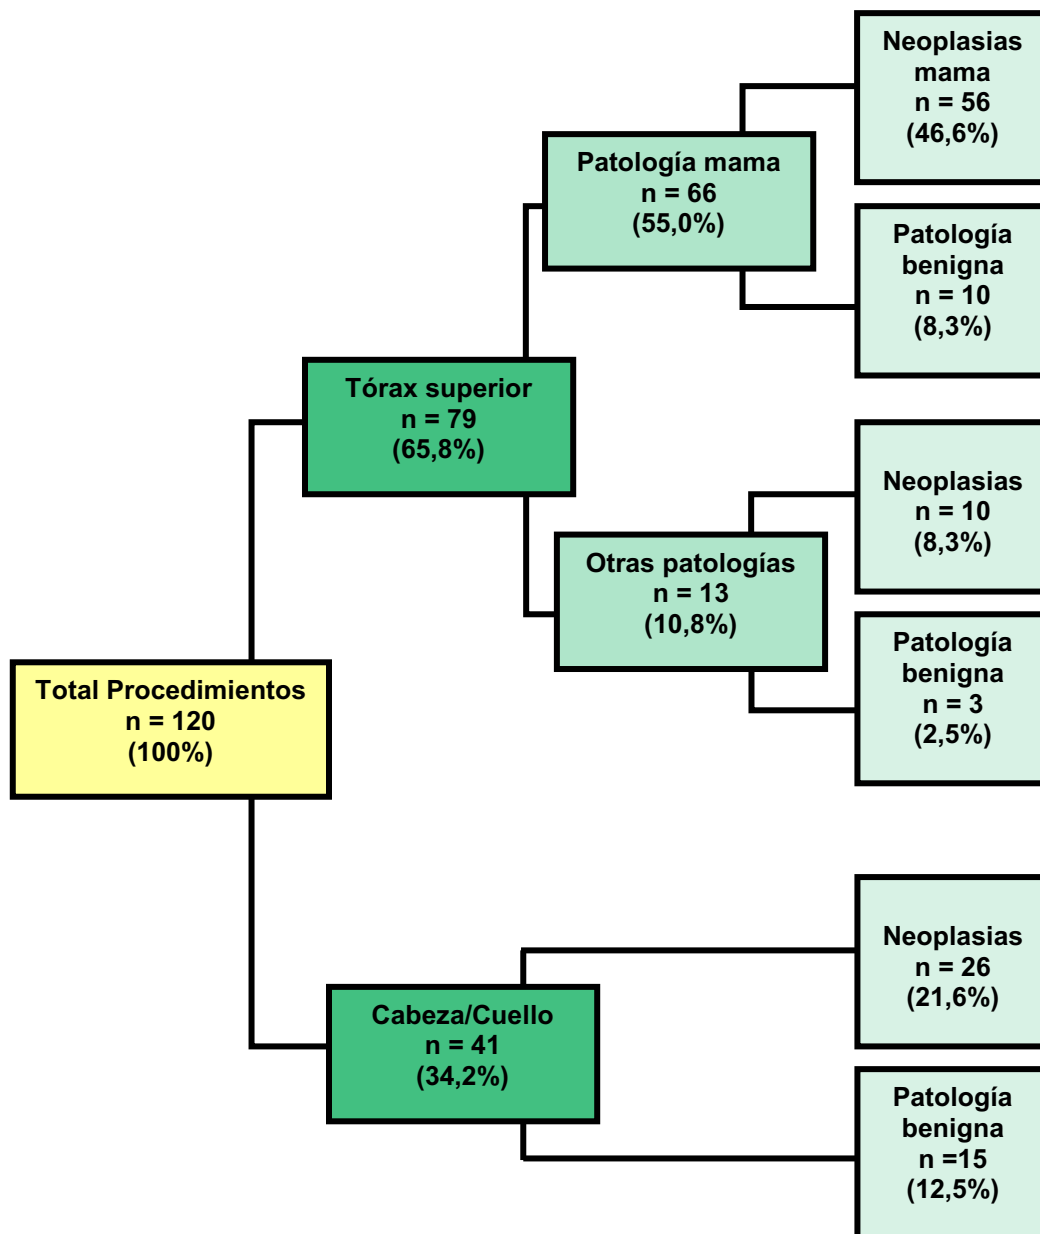 Neoplasias
mama
n = 56
(46,6%)
Patología mama
n = 66
(55,0%)
Patología
benigna
n = 10
(8,3%)
Tórax superior
n = 79
(65,8%)
Neoplasias
n = 10
(8,3%)
Otras patologías
n = 13
(10,8%)
Patología
benigna
n = 3
(2,5%)
Total Procedimientos
n = 120
(100%)
Neoplasias
n = 26
(21,6%)
Cabeza/Cuello
n = 41
(34,2%)
Patología
benigna
n =15
(12,5%)